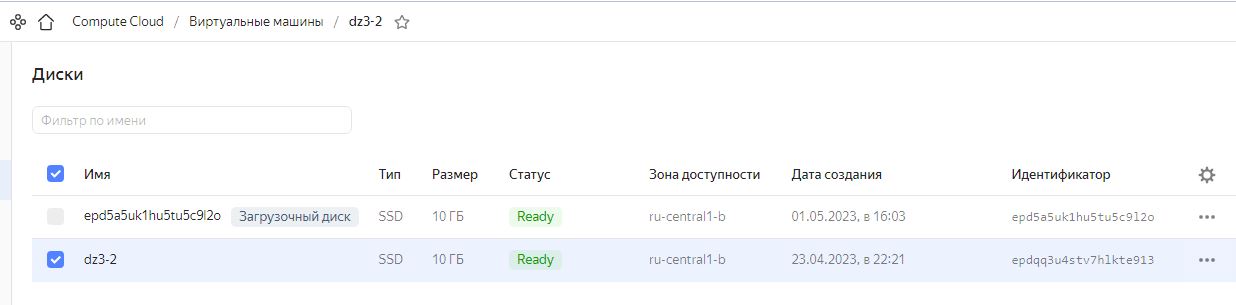 Compute Cloud / Виртуальные машины / dz3-2
Диски
Фильтр по имени
Имя Тип Размер Статус Зона доступности Дата создания Идентификатор
epd5a5uk1hu5tu5c9l2o Загрузочный диск SSD 10 ГБ Ready ru-central1-b 01.05.2023, в 16:03 epd5a5uk1hu5tu5c9l2o
dz3-2 SSD 10 ГБ Ready ru-central1-b 23.04.2023, в 22:21 epdqq3u4stv7hlkte913